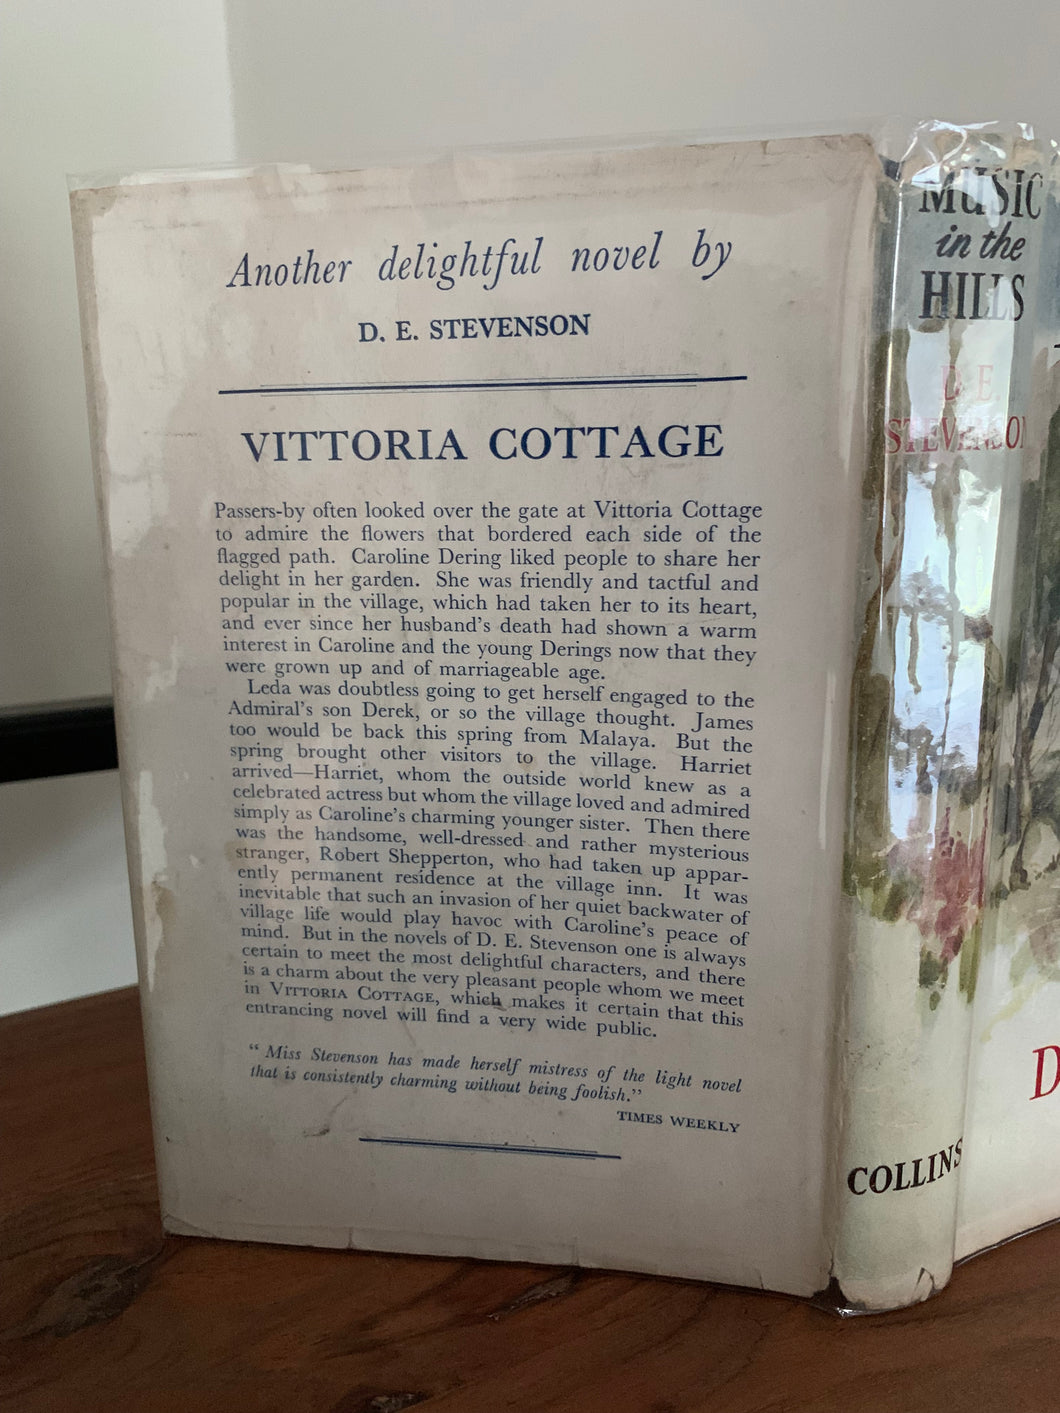 Another delightful novel by
D. E. STEVENSON
VITTORIA COTTAGE
Passers-by often looked over the gate at Vittoria Cottage
to admire the flowers that bordered each side of the
flagged path. Caroline Dering liked people to share her
delight in her garden. She was friendly and tactful and
popular in the village, which had taken her to its heart,
and ever since her husband's death had shown a warm
interest in Caroline and the young Derings now that they
were grown up and of marriageable age.
Leda was doubtless going to get herself engaged to the
Admiral's son Derek, or so the village thought. James
too would be back this spring from Malaya. But the
spring brought other visitors to the village. Harriet
arrived—Harriet, whom the outside world knew as a
celebrated actress but whom the village loved and admired
simply as Caroline's charming younger sister. Then there
was the handsome, well-dressed and rather mysterious
stranger, Robert Shepperton, who had taken up appar-
ently permanent residence at the village inn. It was
inevitable that such an invasion of her quiet backwater of
village life would play havoc with Caroline's peace of
mind. But in the novels of D. E. Stevenson one is always
certain to meet the most delightful characters, and there
is a charm about the very pleasant people whom we meet
in VITTORIA COTTAGE, which makes it certain that this
entrancing novel will find a very wide public.
“ Miss Stevenson has made herself mistress of the light novel
that is consistently charming without being foolish.”
TIMES WEEKLY
MUSIC
in the
HILLS
D. E.
STEVENSON
COLLINS
D